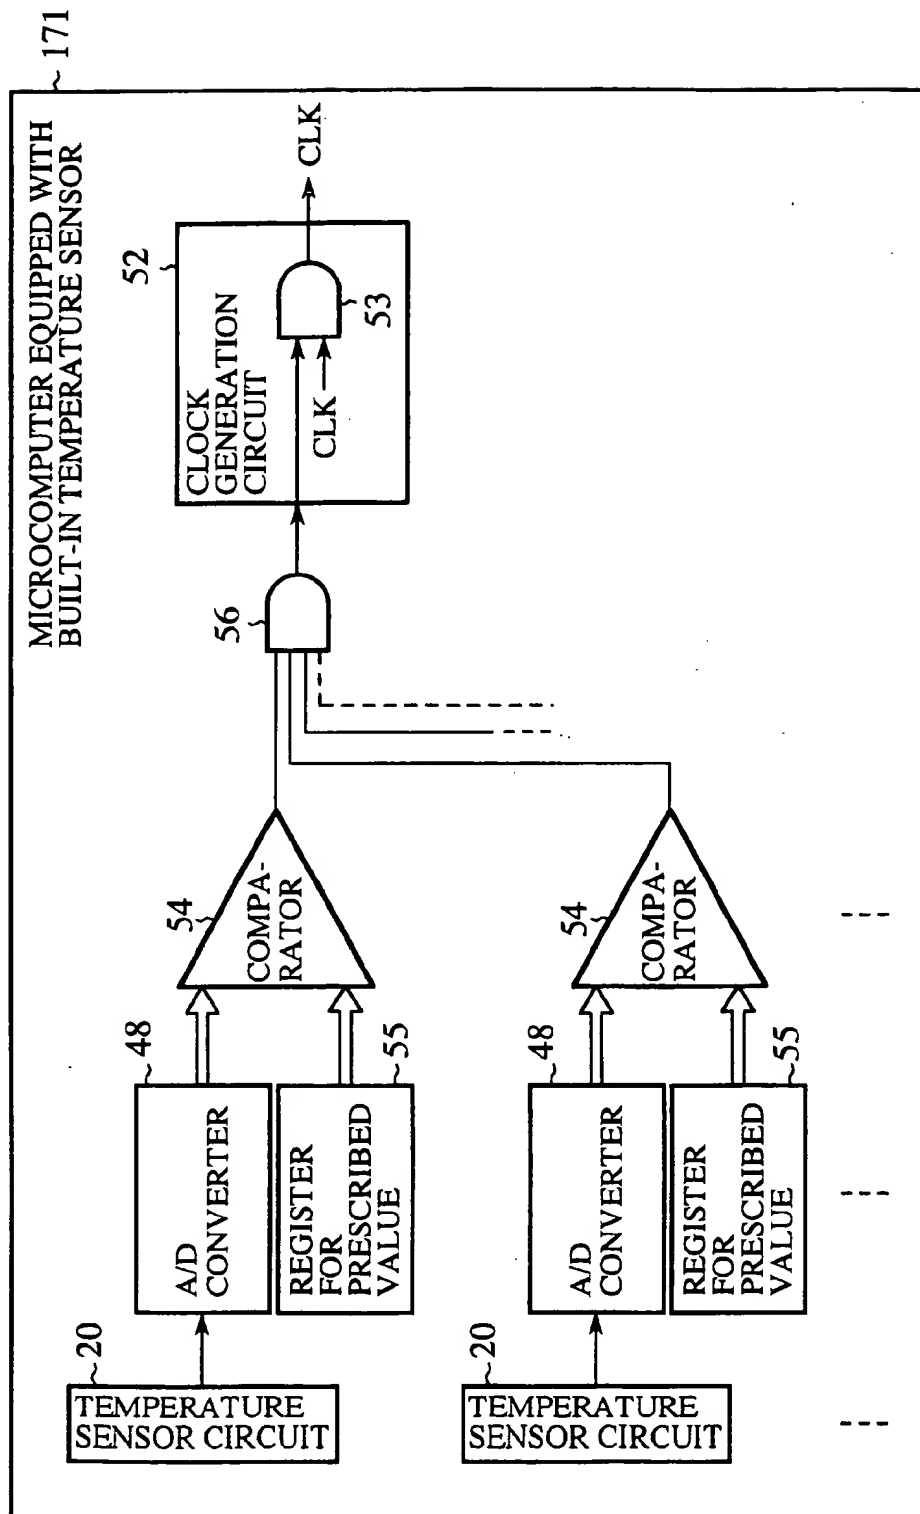 171
MICROCOMPUTER EQUIPPED WITH
BUILT-IN TEMPERATURE SENSOR
20
TEMPERATURE
SENSOR CIRCUIT
48
A/D
CONVERTER
REGISTER
FOR
PRESCRIBED
VALUE
55
54
COMPA-
RATOR
56
52
CLOCK
GENERATION
CIRCUIT
CLK
53
CLK
20
TEMPERATURE
SENSOR CIRCUIT
48
A/D
CONVERTER
REGISTER
FOR
PRESCRIBED
VALUE
55
54
COMPA-
RATOR